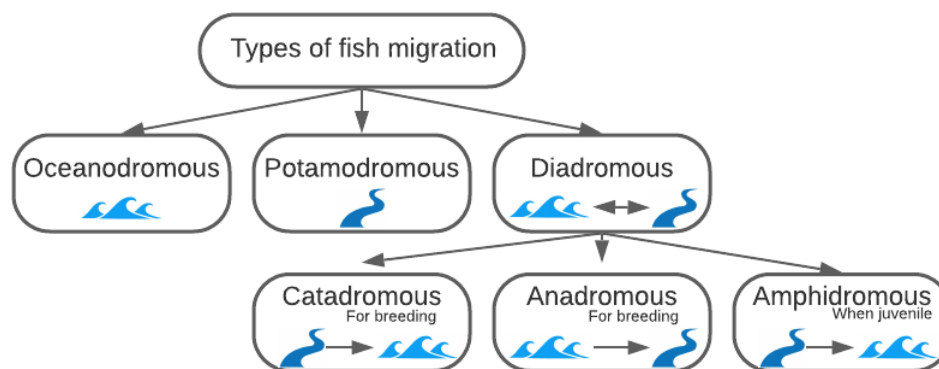 Types of fish migration
Oceanodromous
Potamodromous
Diadromous
Catadromous
For breeding
Anadromous
For breeding
Amphidromous
When juvenile